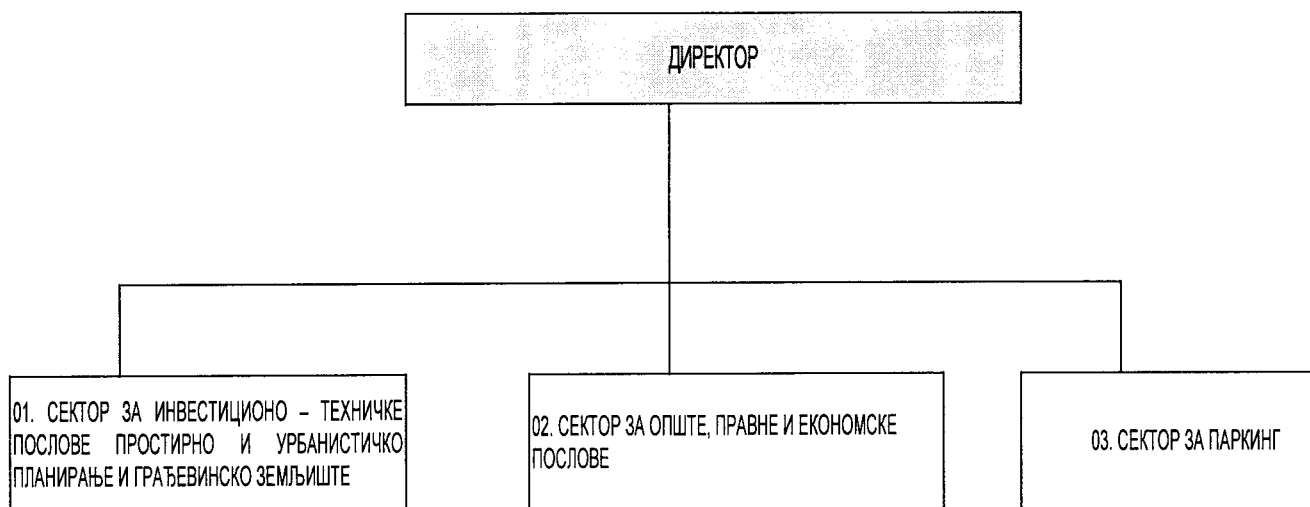 ДИРЕКТОР
01. СЕКТОР ЗА ИНВЕСТИЦИОНО – ТЕХНИЧКЕ
ПОСЛОВЕ ПРОСТИРНО И УРБАНИСТИЧКО
ПЛАНИРАЊЕ И ГРАЂЕВИНСКО ЗЕМЉИШТЕ
02. СЕКТОР ЗА ОПШТЕ, ПРАВНЕ И ЕКОНОМСКЕ
ПОСЛОВЕ
03. СЕКТОР ЗА ПАРКИНГ